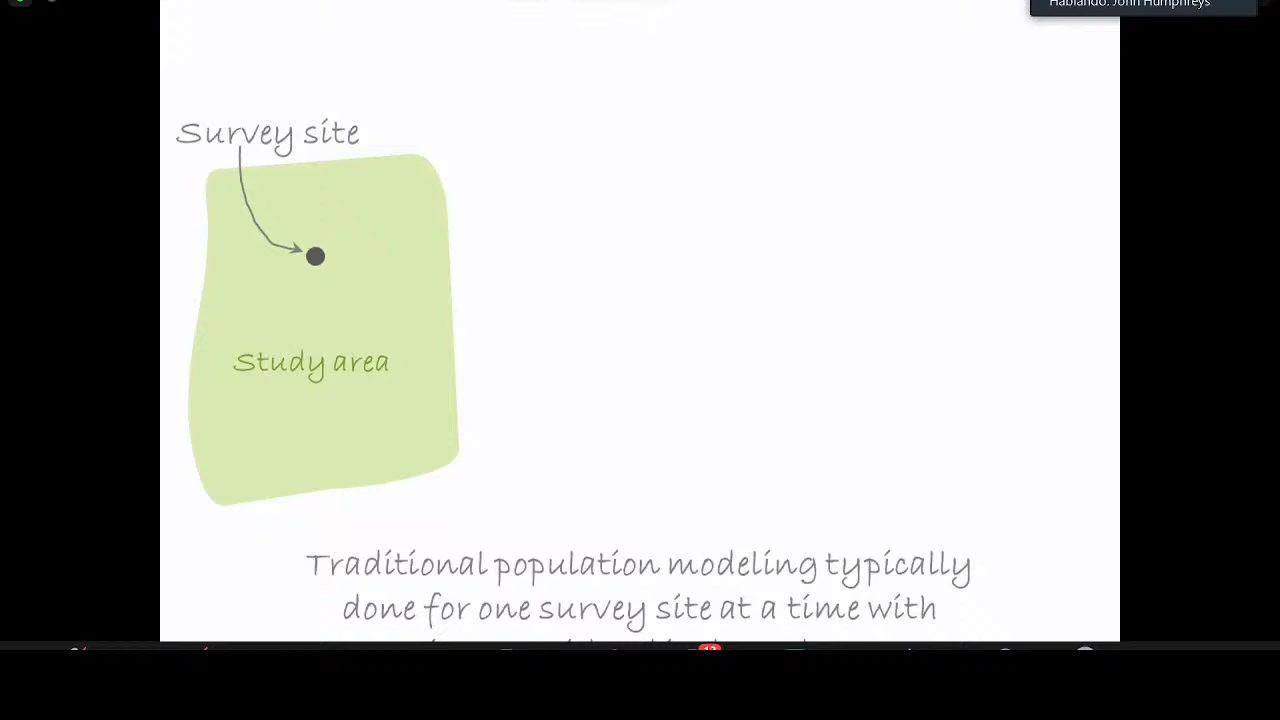 Hablando: John Humphreys
Survey site
Study area
Traditional population modeling typically
done for one survey site at a time with